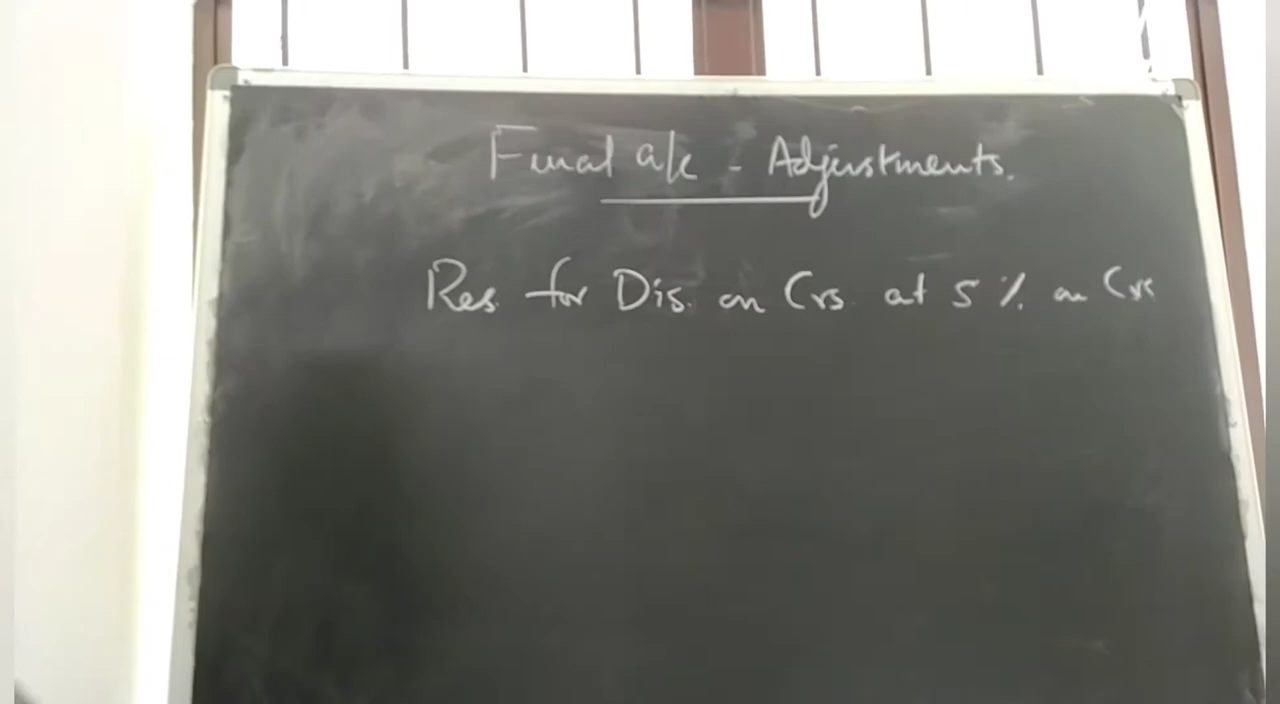 Final a/c - Adjustments.
Res. for Dis. on Crs. at 5 % on Crs